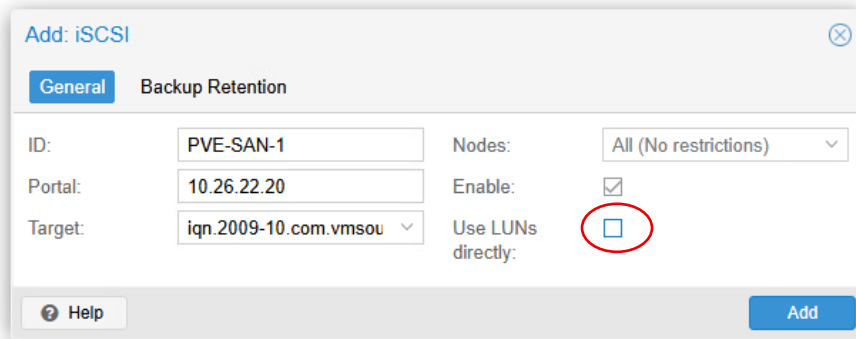 Add: iSCSI
General Backup Retention
ID: PVE-SAN-1 Nodes: All (No restrictions)
Portal: 10.26.22.20 Enable:
Target: iqn.2009-10.com.vmsou Use LUNs
directly:
Help Add